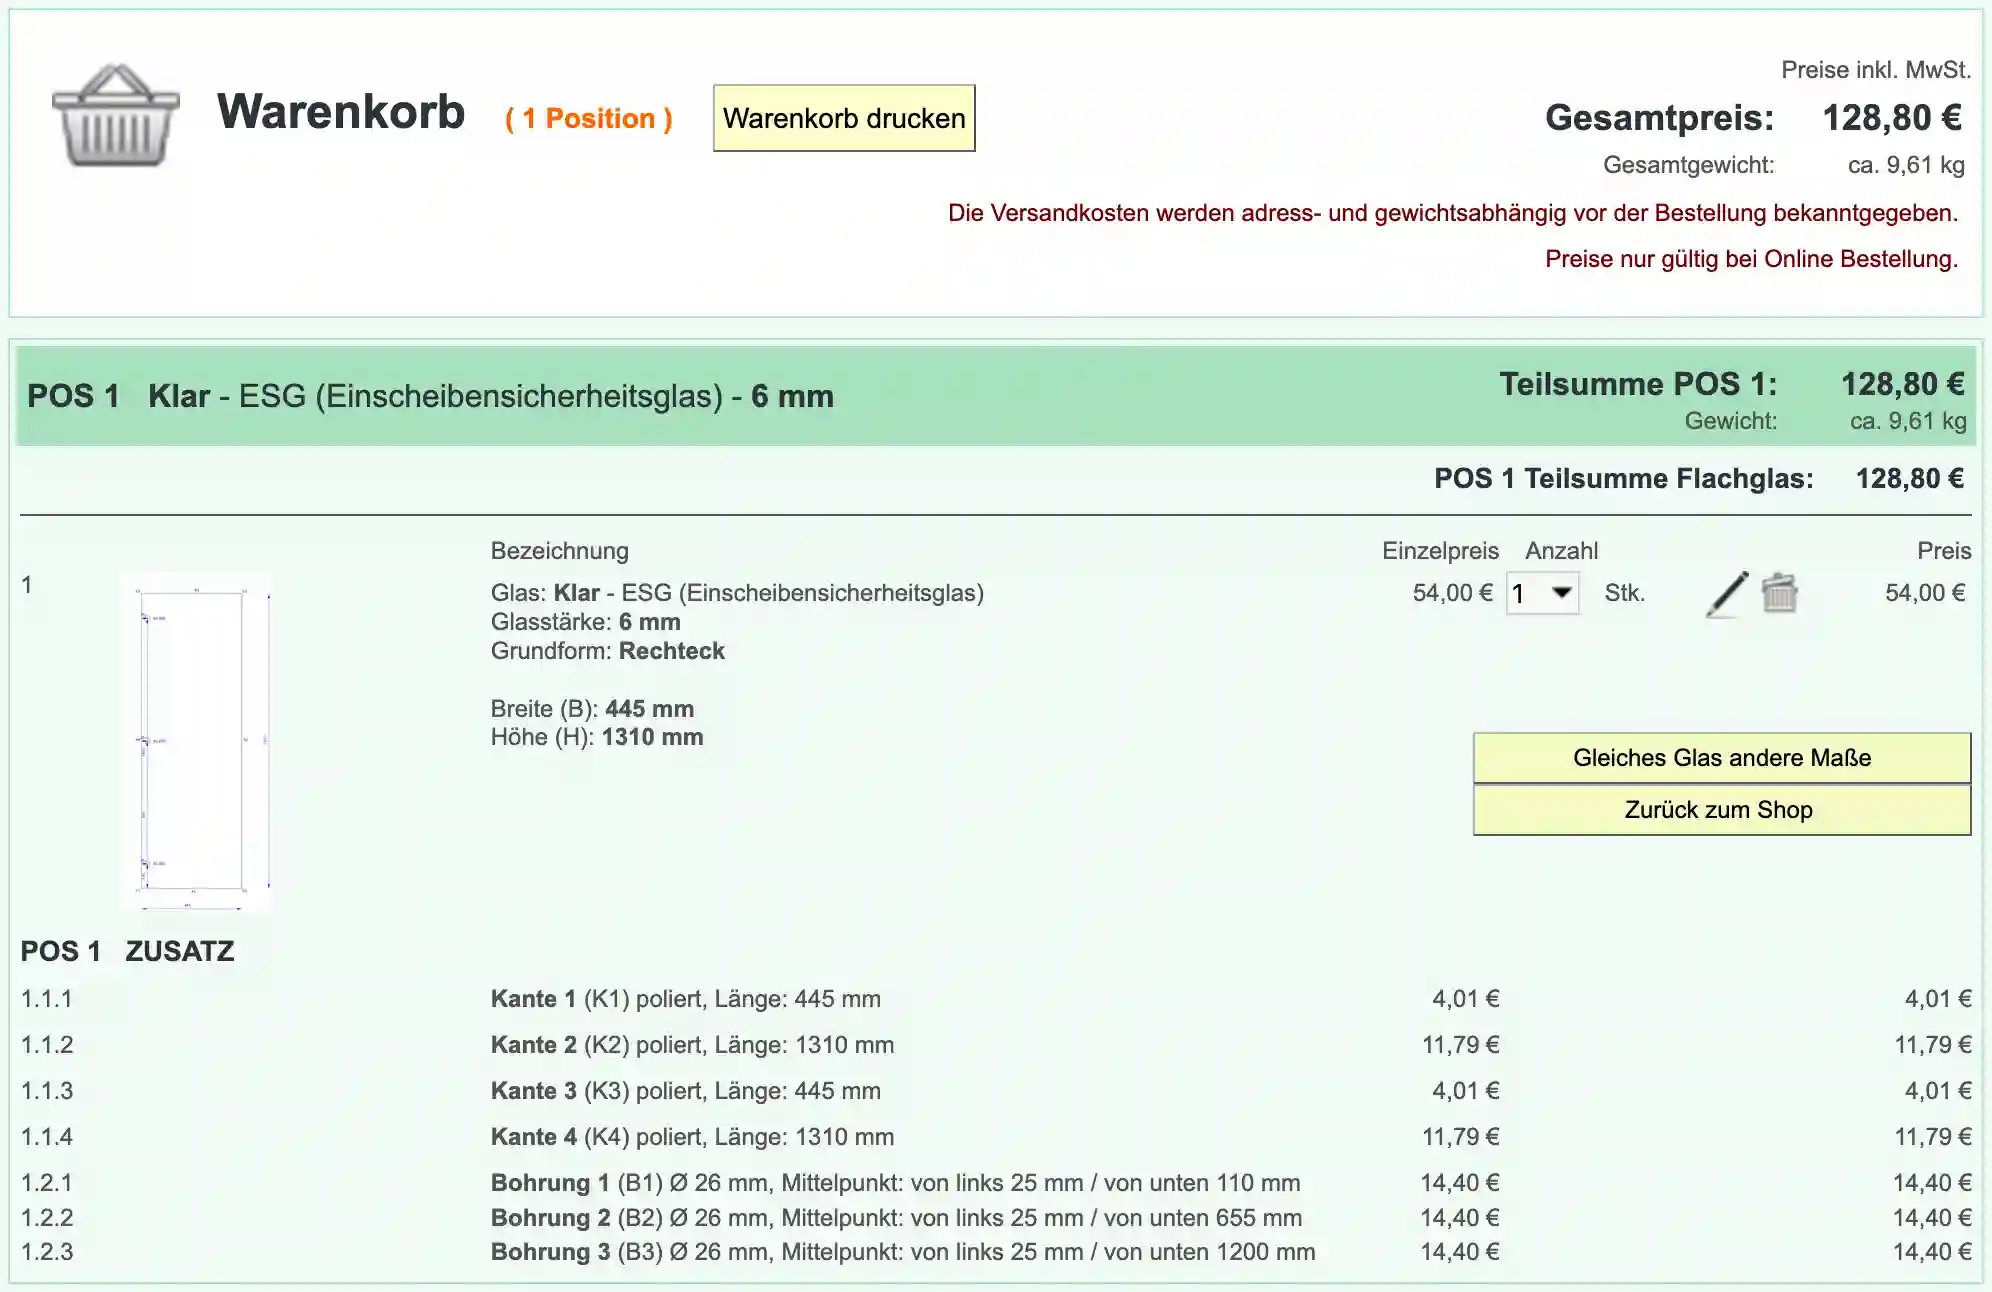 Preise inkl. MwSt.
Warenkorb ( 1 Position ) Warenkorb drucken Gesamtpreis: 128,80 €
Gesamtgewicht: ca. 9,61 kg
Die Versandkosten werden adress- und gewichtsabhängig vor der Bestellung bekanntgegeben.
Preise nur gültig bei Online Bestellung.
POS 1 Klar - ESG (Einscheibensicherheitsglas) - 6 mm Teilsumme POS 1: 128,80 €
Gewicht: ca. 9,61 kg
POS 1 Teilsumme Flachglas: 128,80 €
Bezeichnung Einzelpreis Anzahl Preis
1 Glas: Klar - ESG (Einscheibensicherheitsglas) 54,00 € 1 Stk. 54,00 €
Glasstärke: 6 mm
Grundform: Rechteck
Breite (B): 445 mm
Höhe (H): 1310 mm
Gleiches Glas andere Maße
Zurück zum Shop
POS 1 ZUSATZ
1.1.1 Kante 1 (K1) poliert, Länge: 445 mm 4,01 € 4,01 €
1.1.2 Kante 2 (K2) poliert, Länge: 1310 mm 11,79 € 11,79 €
1.1.3 Kante 3 (K3) poliert, Länge: 445 mm 4,01 € 4,01 €
1.1.4 Kante 4 (K4) poliert, Länge: 1310 mm 11,79 € 11,79 €
1.2.1 Bohrung 1 (B1) Ø 26 mm, Mittelpunkt: von links 25 mm / von unten 110 mm 14,40 € 14,40 €
1.2.2 Bohrung 2 (B2) Ø 26 mm, Mittelpunkt: von links 25 mm / von unten 655 mm 14,40 € 14,40 €
1.2.3 Bohrung 3 (B3) Ø 26 mm, Mittelpunkt: von links 25 mm / von unten 1200 mm 14,40 € 14,40 €